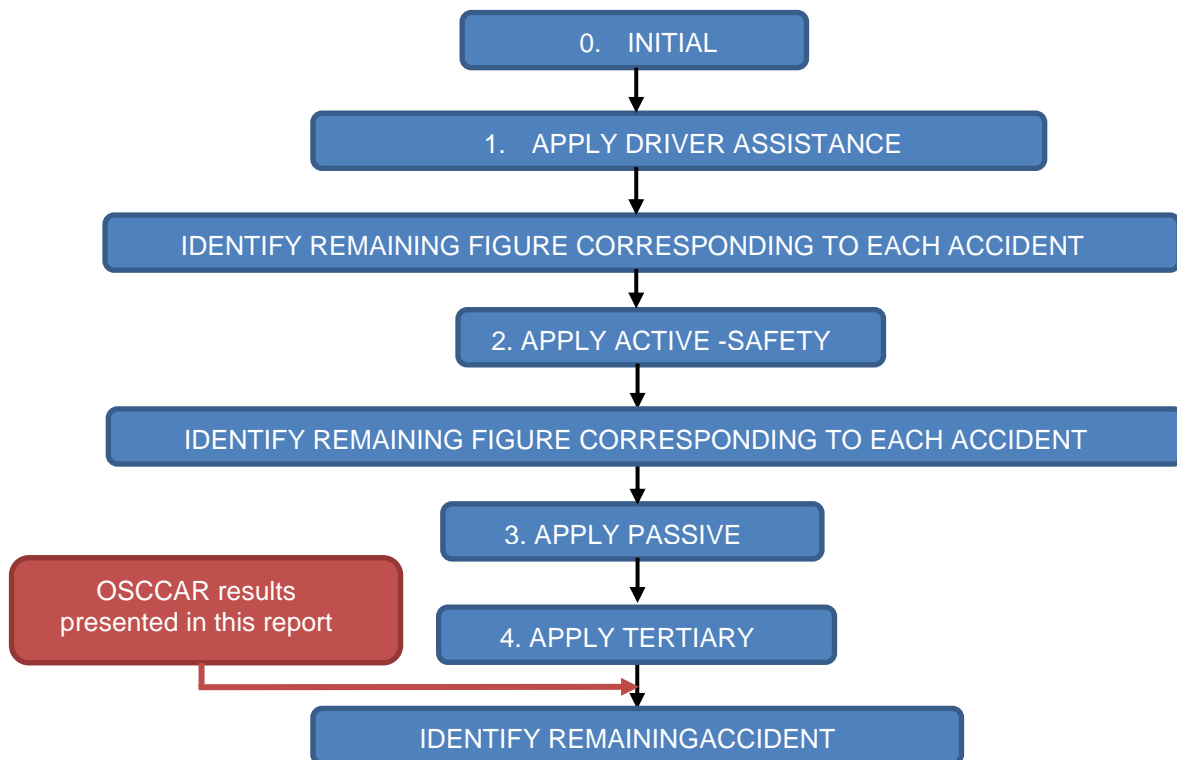 0. INITIAL
1. APPLY DRIVER ASSISTANCE
IDENTIFY REMAINING FIGURE CORRESPONDING TO EACH ACCIDENT
2. APPLY ACTIVE -SAFETY
IDENTIFY REMAINING FIGURE CORRESPONDING TO EACH ACCIDENT
3. APPLY PASSIVE
OSCCAR results
presented in this report
4. APPLY TERTIARY
IDENTIFY REMAININGACCIDENT